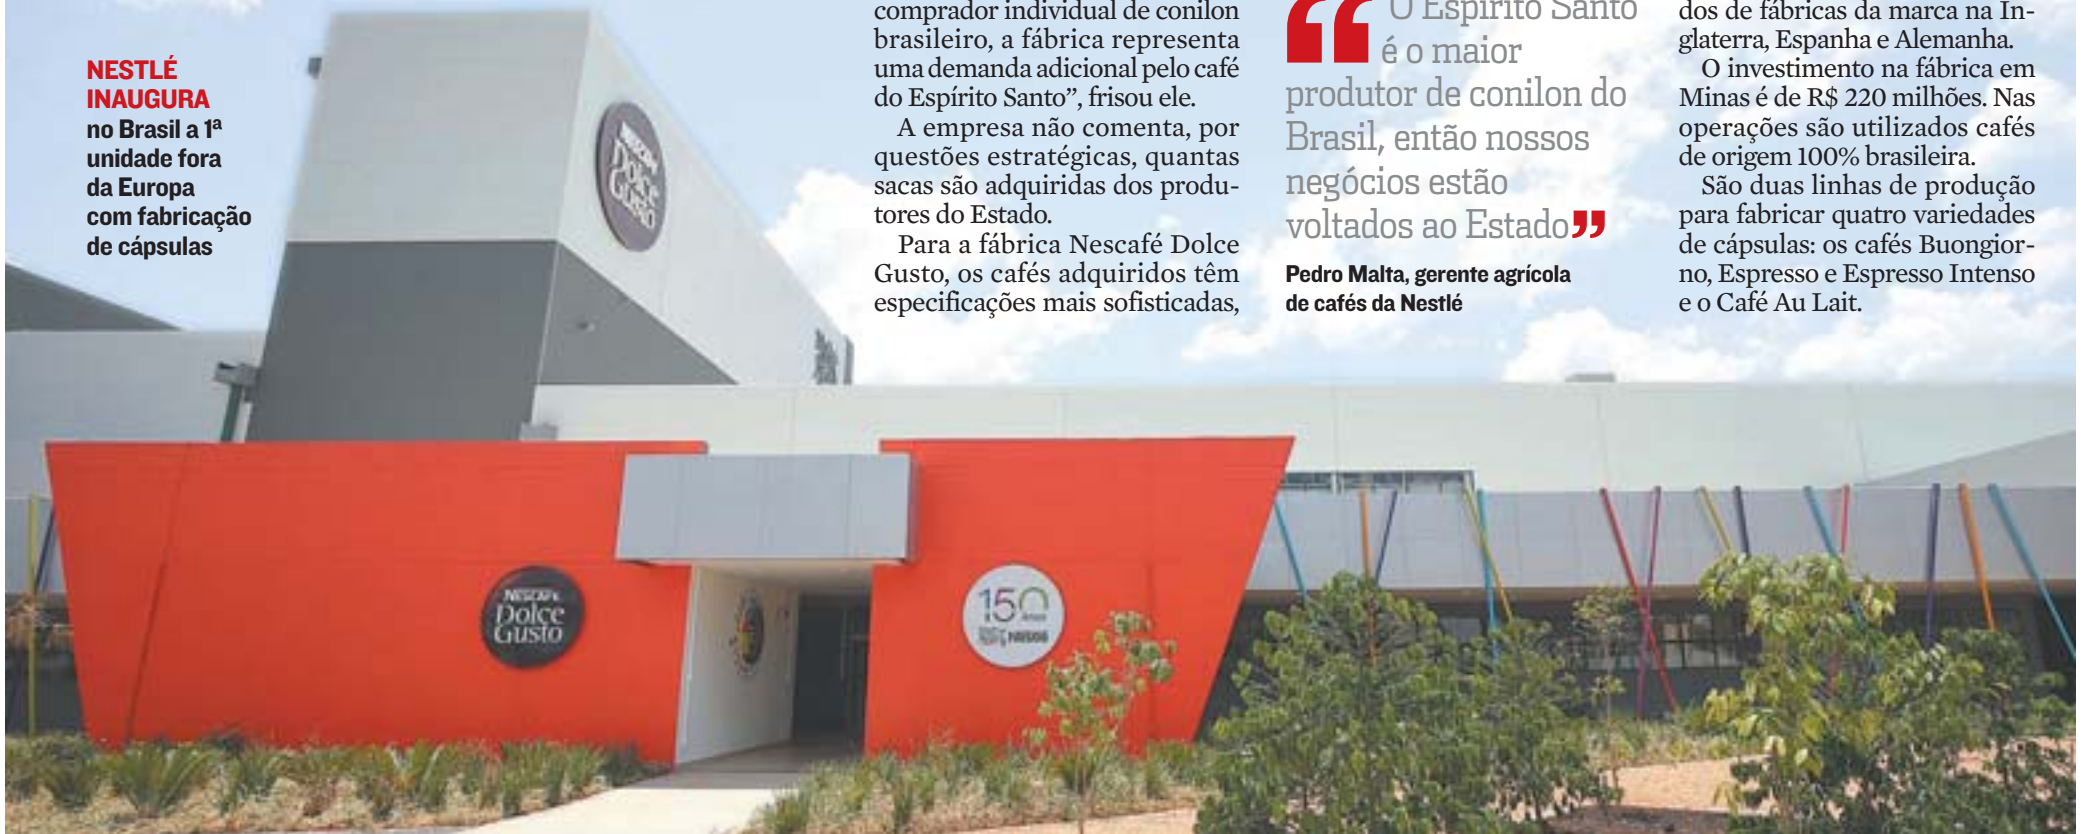 NESTLÉ
INAUGURA
no Brasil a 1ª
unidade fora
da Europa
com fabricação
de cápsulas
comprador individual de conilon
brasileiro, a fábrica representa
uma demanda adicional pelo café
do Espírito Santo”, frisou ele.
A empresa não comenta, por
questões estratégicas, quantas
sacas são adquiridas dos produ-
tores do Estado.
Para a fábrica Nescafé Dolce
Gusto, os cafés adquiridos têm
especificações mais sofisticadas,
“O Espírito Santo
é o maior
produtor de conilon do
Brasil, então nossos
negócios estão
voltados ao Estado”
Pedro Malta, gerente agrícola
de cafés da Nestlé
dos de fábricas da marca na In-
glaterra, Espanha e Alemanha.
O investimento na fábrica em
Minas é de R$ 220 milhões. Nas
operações são utilizados cafés
de origem 100% brasileira.
São duas linhas de produção
para fabricar quatro variedades
de cápsulas: os cafés Buongior-
no, Espresso e Espresso Intenso
e o Café Au Lait.
NESCAFÉ
Dolce
Gusto
NESCAFÉ
Dolce
Gusto
150
Anos
Nestlé